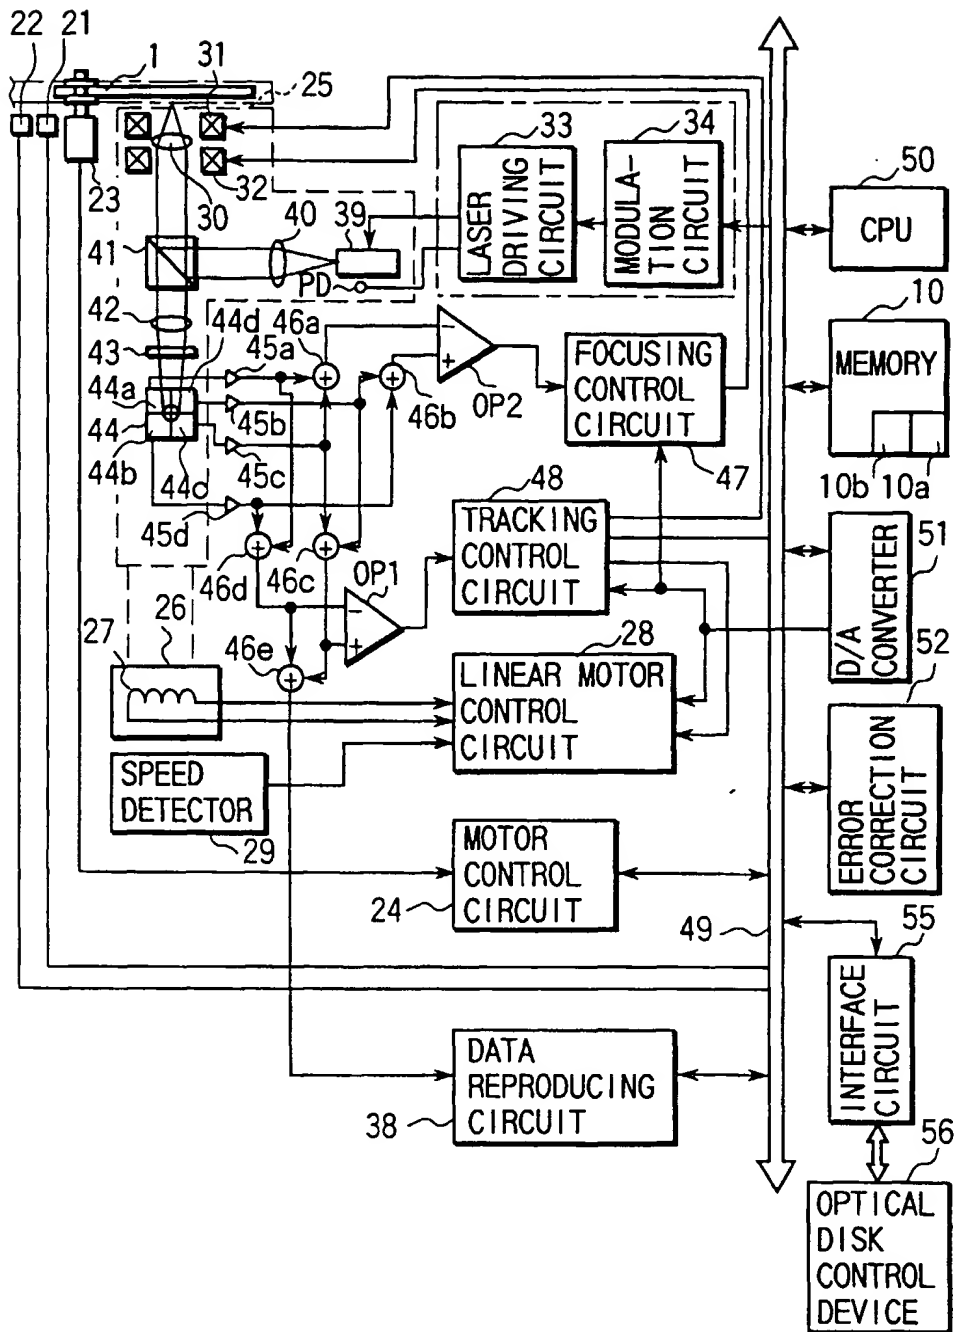 22 21 1 31 25
33 34
50
LASER DRIVING CIRCUIT
MODULA-TION CIRCUIT
CPU
23 30 32 40 39
41
PD
10
MEMORY
10b 10a
42 44d 46a
43 45a
44a
44
44b 44d
45b
45c
45d
46b
OP2
FOCUSING
CONTROL
CIRCUIT
47
48
TRACKING
CONTROL
CIRCUIT
46d 46c OP1
51
D/A CONVERTER
52
27 26
46e
28
LINEAR MOTOR
CONTROL
CIRCUIT
ERROR CORRECTION CIRCUIT
SPEED
DETECTOR
29
MOTOR
CONTROL
CIRCUIT
24
49
55
INTERFACE CIRCUIT
DATA
REPRODUCING
CIRCUIT
38
56
OPTICAL
DISK
CONTROL
DEVICE